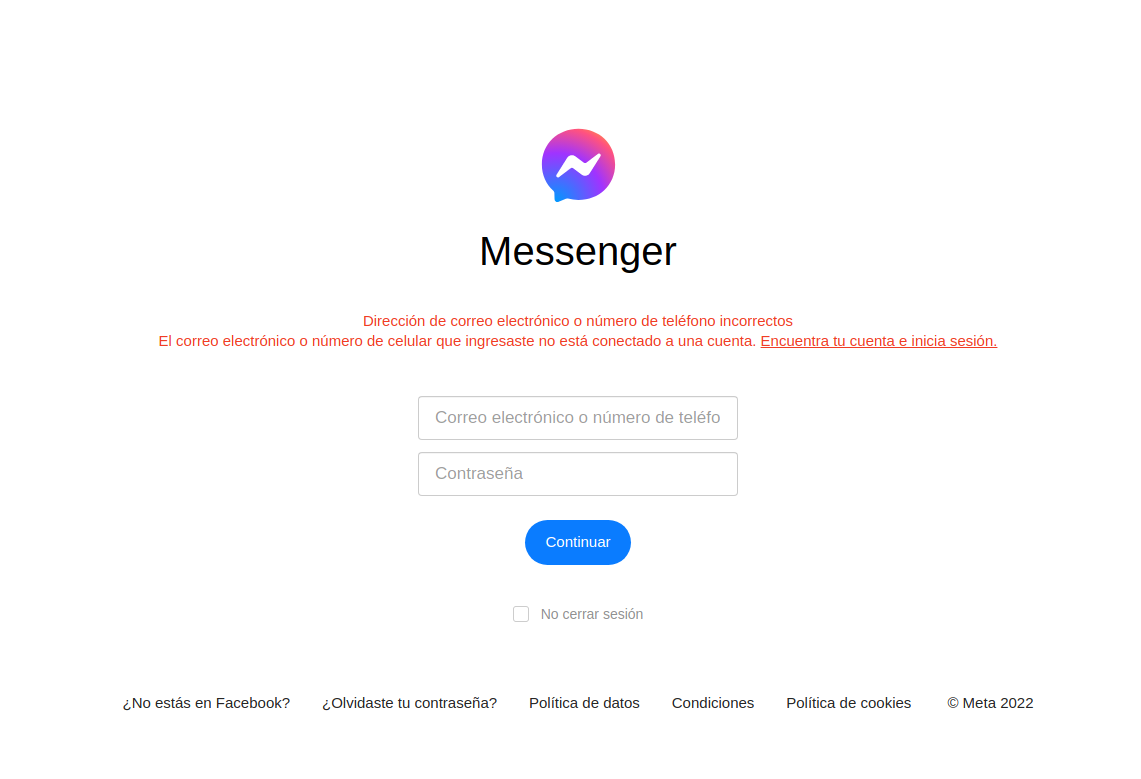 Messenger
Dirección de correo electrónico o número de teléfono incorrectos
El correo electrónico o número de celular que ingresaste no está conectado a una cuenta. Encuentra tu cuenta e inicia sesión.
Correo electrónico o número de teléfo
Contraseña
Continuar
No cerrar sesión
¿No estás en Facebook? ¿Olvidaste tu contraseña? Política de datos Condiciones Política de cookies © Meta 2022